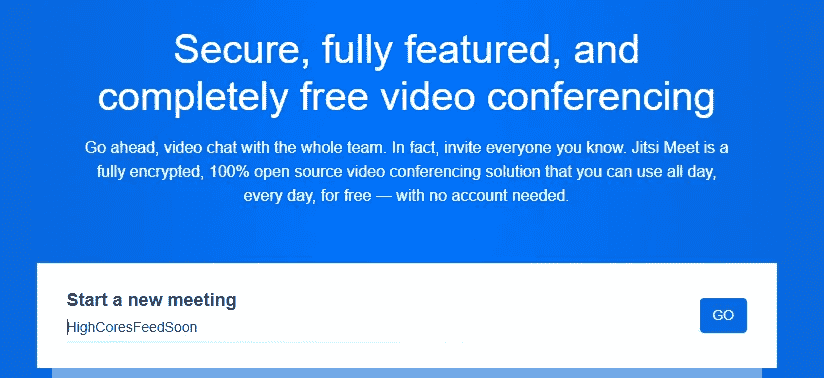 Secure, fully featured, and
completely free video conferencing
Go ahead, video chat with the whole team. In fact, invite everyone you know. Jitsi Meet is a
fully encrypted, 100% open source video conferencing solution that you can use all day,
every day, for free — with no account needed.
Start a new meeting
HighCoresFeedSoon
GO